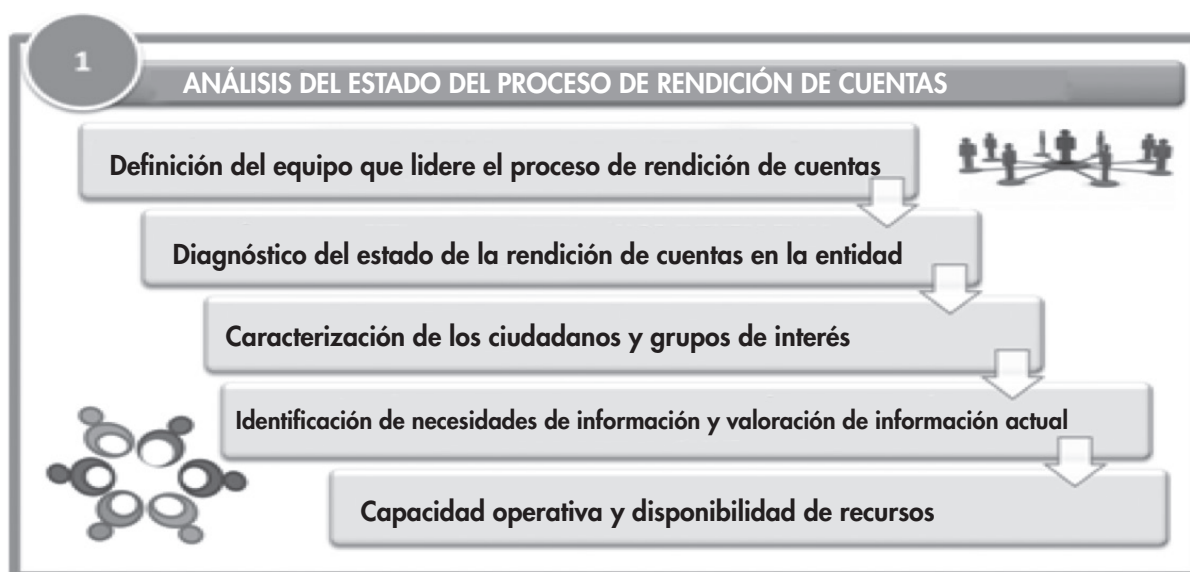 1
ANÁLISIS DEL ESTADO DEL PROCESO DE RENDICIÓN DE CUENTAS
Definición del equipo que lidere el proceso de rendición de cuentas
Diagnóstico del estado de la rendición de cuentas en la entidad
Caracterización de los ciudadanos y grupos de interés
Identificación de necesidades de información y valoración de información actual
Capacidad operativa y disponibilidad de recursos